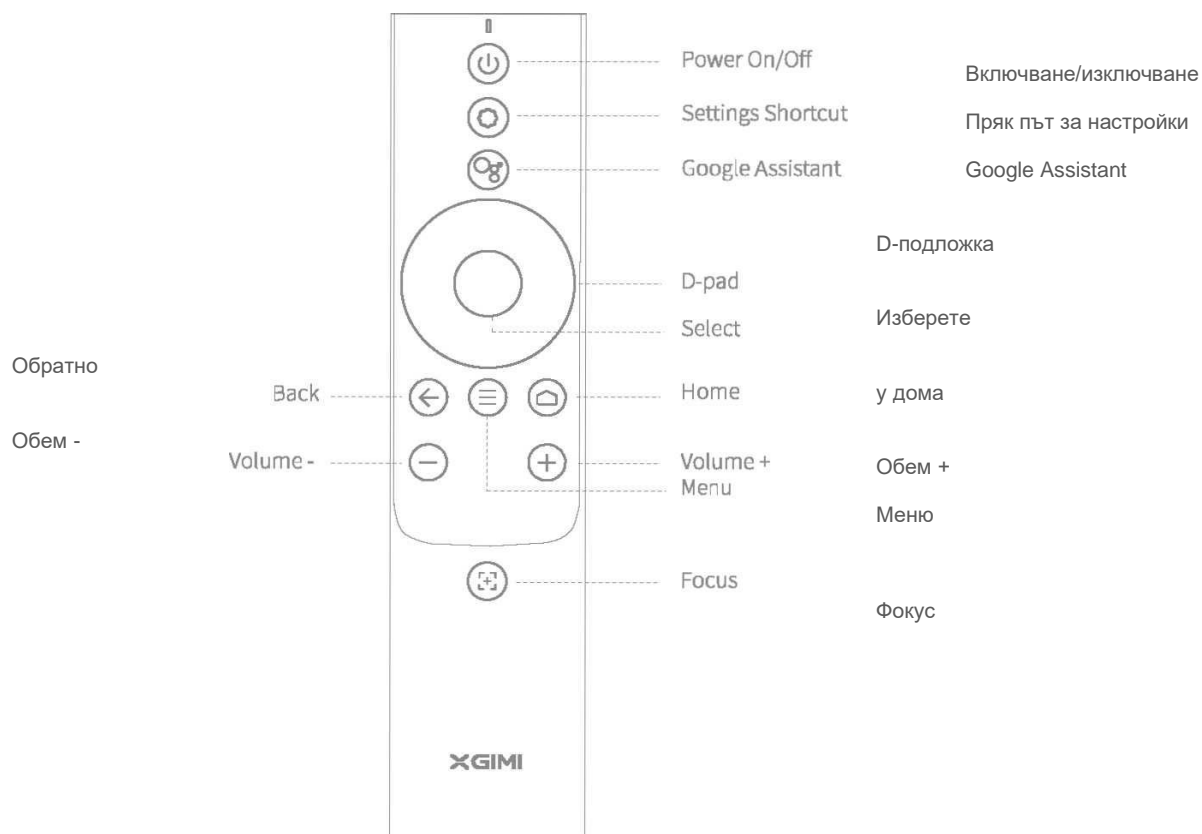 Power On/Off
Включване/изключване
Settings Shortcut
Пряк път за настройки
Google Assistant
Google Assistant
D-подложка
D-pad
Изберете
Select
Обратно
Back
Home
у дома
Обем -
Volume -
Volume +
Обем +
Menu
Меню
Focus
Фокус
XGIMI